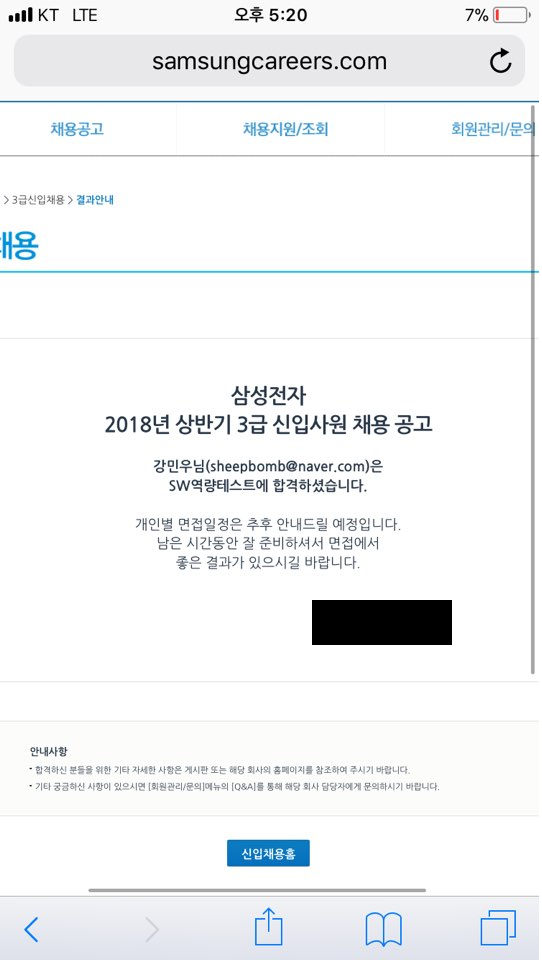 KT LTE 오후 5:20 7%
samsungcareers.com
채용공고 채용지원/조회 회원관리/문의
> 3급신입채용 > 결과안내
채용
삼성전자
2018년 상반기 3급 신입사원 채용 공고
강민우님(sheepbomb@naver.com)은
SW역량테스트에 합격하셨습니다.
개인별 면접일정은 추후 안내드릴 예정입니다.
남은 시간동안 잘 준비하셔서 면접에서
좋은 결과가 있으시길 바랍니다.
안내사항
- 합격하신 분들을 위한 기타 자세한 사항은 게시판 또는 해당 회사의 홈페이지를 참조하여 주시기 바랍니다.
- 기타 궁금하신 사항이 있으시면 [회원관리/문의]메뉴의 [Q&A]를 통해 해당 회사 담당자에게 문의하시기 바랍니다.
신입채용홈